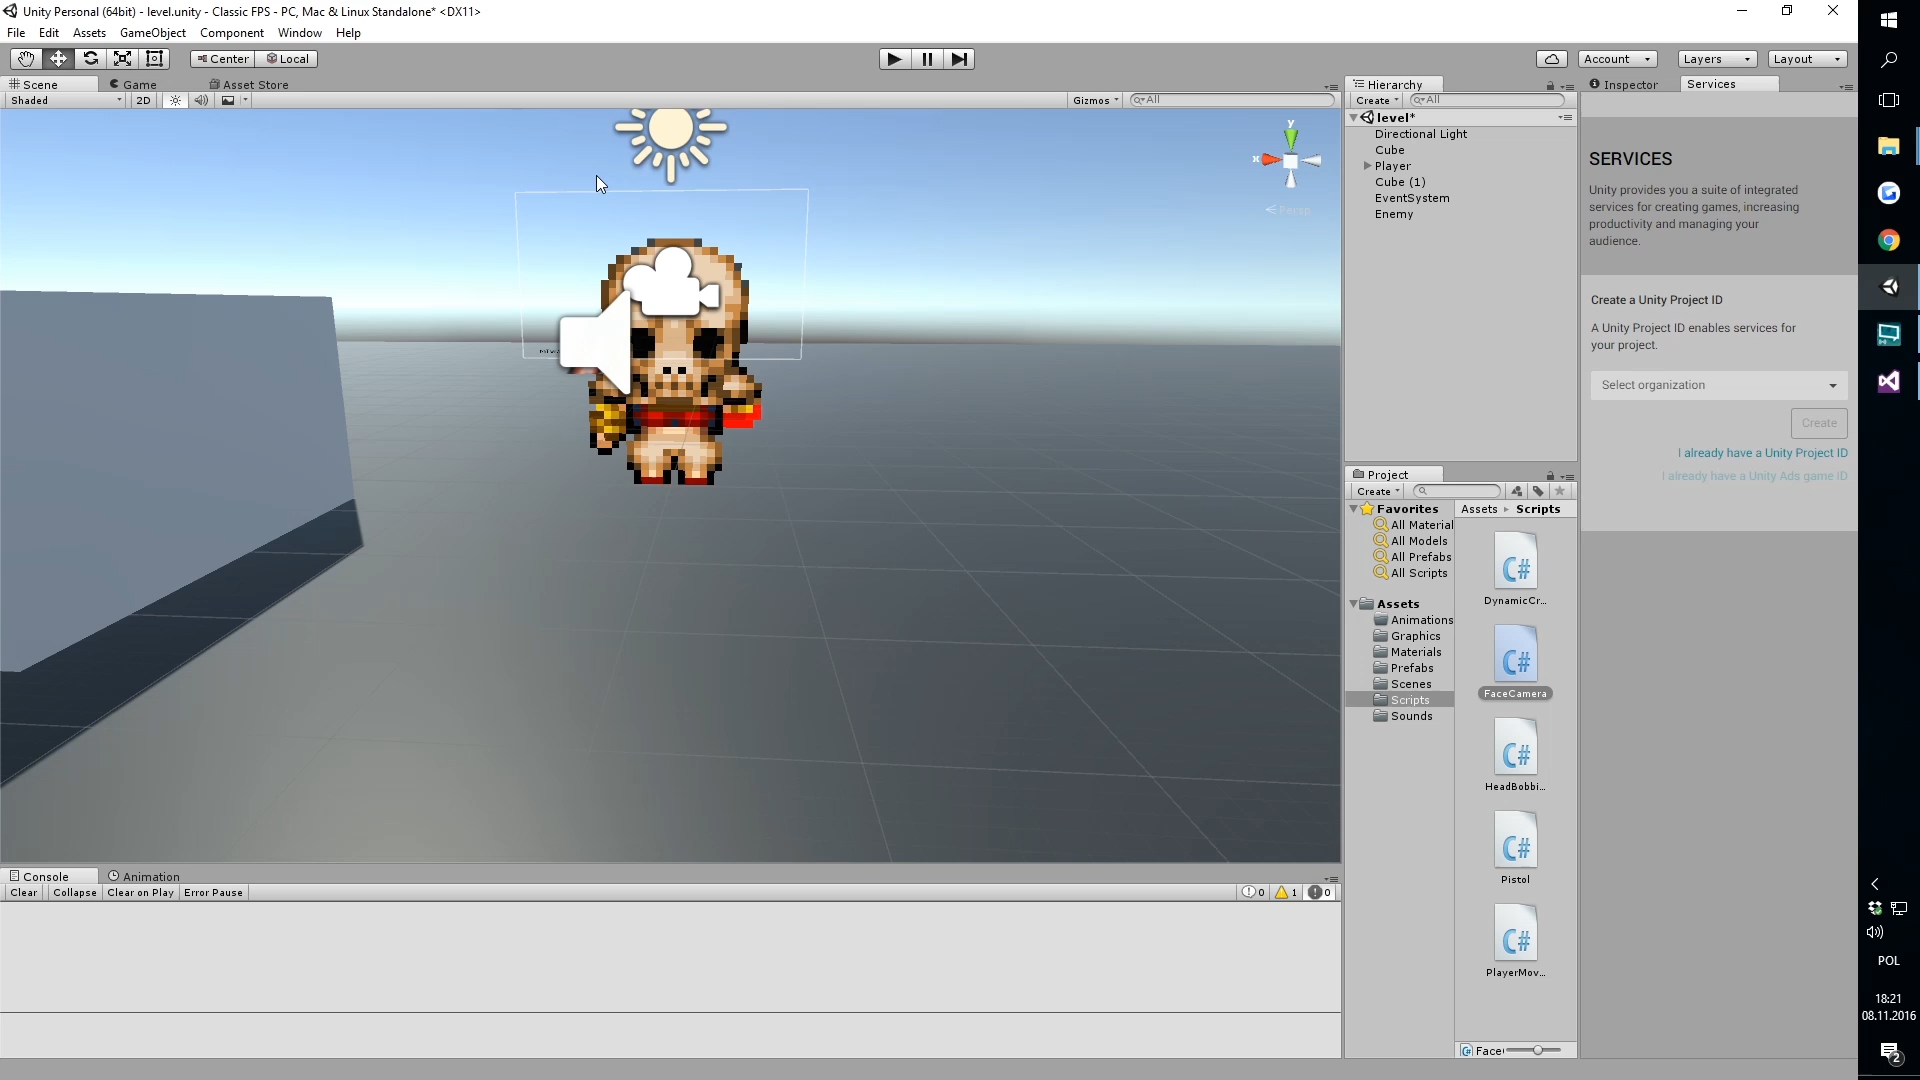 Unity Personal (64bit) - level.unity - Classic FPS - PC, Mac & Linux Standalone* <DX11>
File Edit Assets GameObject Component Window Help
Center Local Account Layers Layout
Scene Game Asset Store
Shaded 2D Gizmos All
y
x
Persp
Hierarchy
Create All
level*
Directional Light
Cube
Player
Cube (1)
EventSystem
Enemy
Inspector Services
SERVICES
Unity provides you a suite of integrated
services for creating games, increasing
productivity and managing your
audience.
Create a Unity Project ID
A Unity Project ID enables services for
your project.
Select organization
Create
I already have a Unity Project ID
I already have a Unity Ads game ID
Project
Create
Favorites
All Material
All Models
All Prefabs
All Scripts
Assets
Animations
Graphics
Materials
Prefabs
Scenes
Scripts
Sounds
Assets Scripts
C#
DynamicCr...
C#
FaceCamera
C#
HeadBobbi...
C#
Pistol
C#
PlayerMov...
Face
Console Animation
Clear Collapse Clear on Play Error Pause 0 1 0
POL
18:21
08.11.2016
2